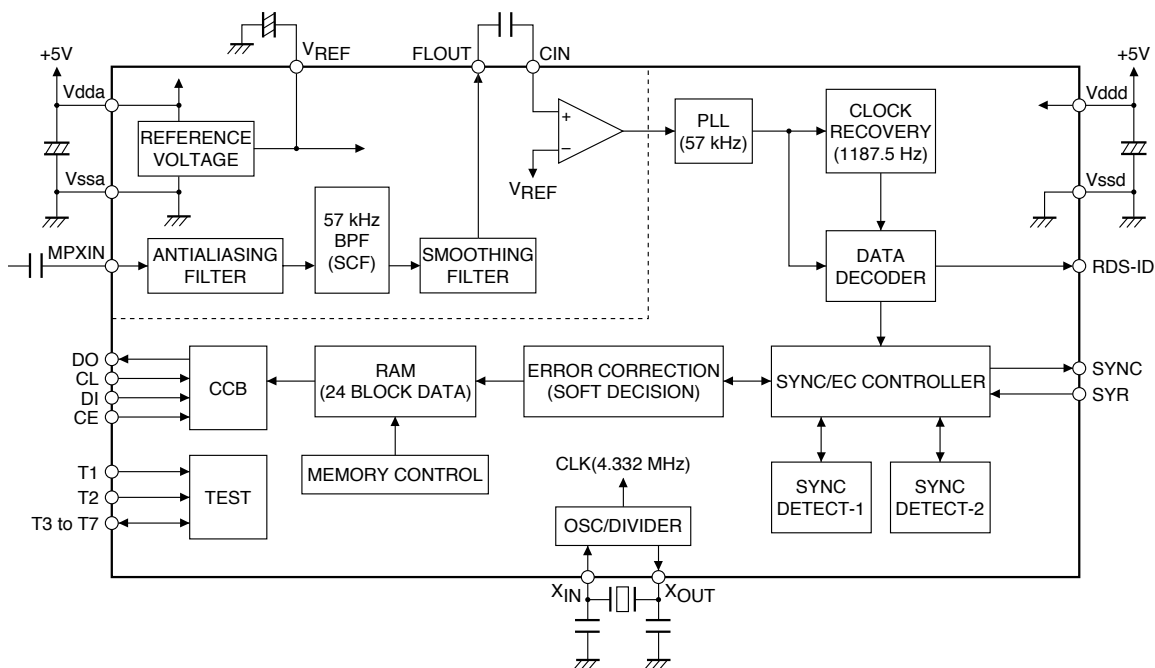 +5V
VREF
FLOUT
CIN
+5V
Vdda
REFERENCE
VOLTAGE
Vssa
+
−
VREF
PLL
(57 kHz)
CLOCK
RECOVERY
(1187.5 Hz)
Vddd
Vssd
MPXIN
ANTIALIASING
FILTER
57 kHz
BPF
(SCF)
SMOOTHING
FILTER
DATA
DECODER
RDS-ID
DO
CL
DI
CE
CCB
RAM
(24 BLOCK DATA)
ERROR CORRECTION
(SOFT DECISION)
SYNC/EC CONTROLLER
SYNC
SYR
T1
T2
T3 to T7
TEST
MEMORY CONTROL
CLK(4.332 MHz)
OSC/DIVIDER
SYNC
DETECT-1
SYNC
DETECT-2
XIN
XOUT